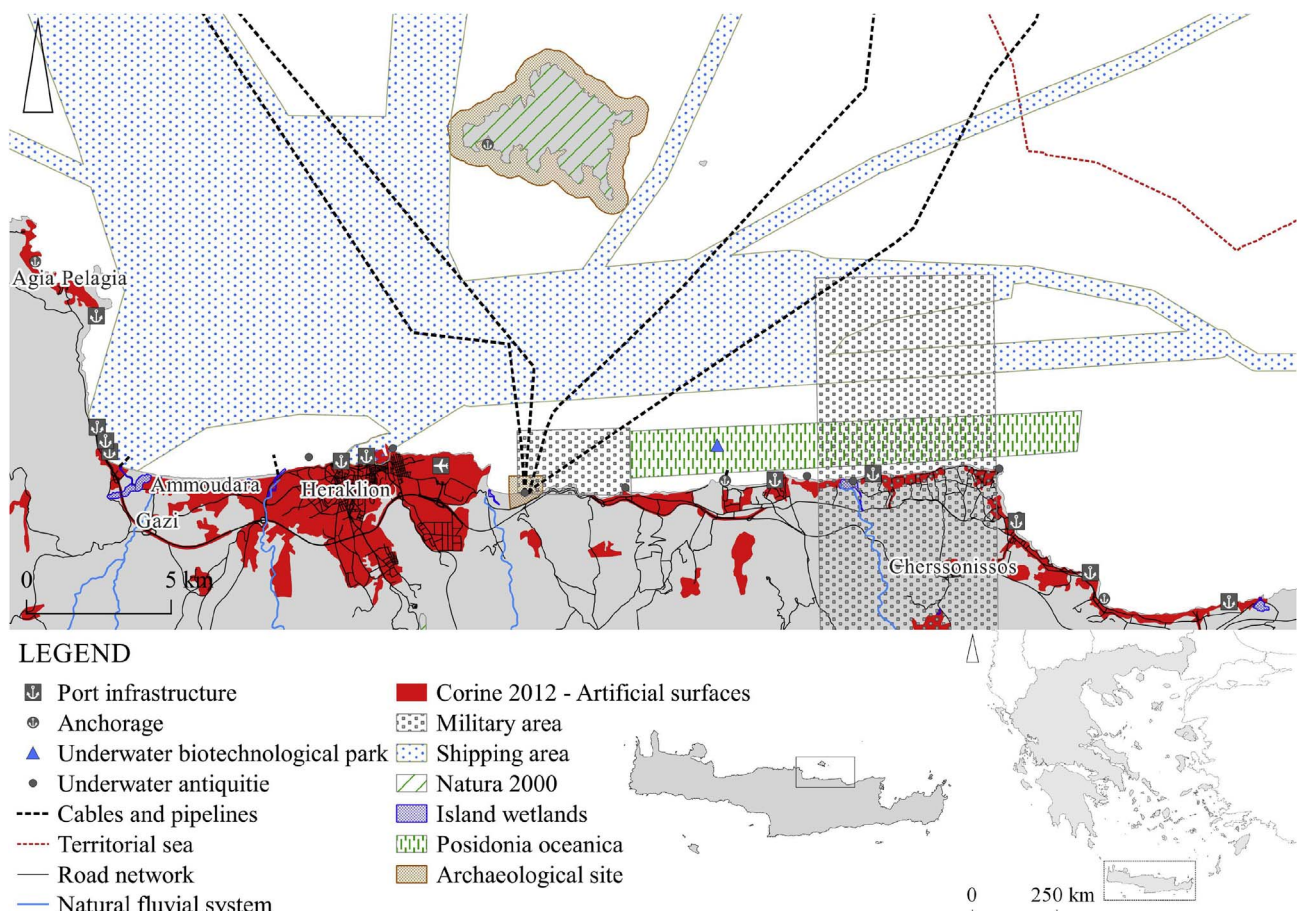 Agia Pelagia
Ammoudara
Heraklion
Gazi
0 5 km
Cherssonissos
LEGEND
Port infrastructure
Anchorage
Underwater biotechnological park
Underwater antiquitie
Cables and pipelines
Territorial sea
Road network
Natural fluvial system
Corine 2012 - Artificial surfaces
Military area
Shipping area
Natura 2000
Island wetlands
Posidonia oceanica
Archaeological site
0 250 km